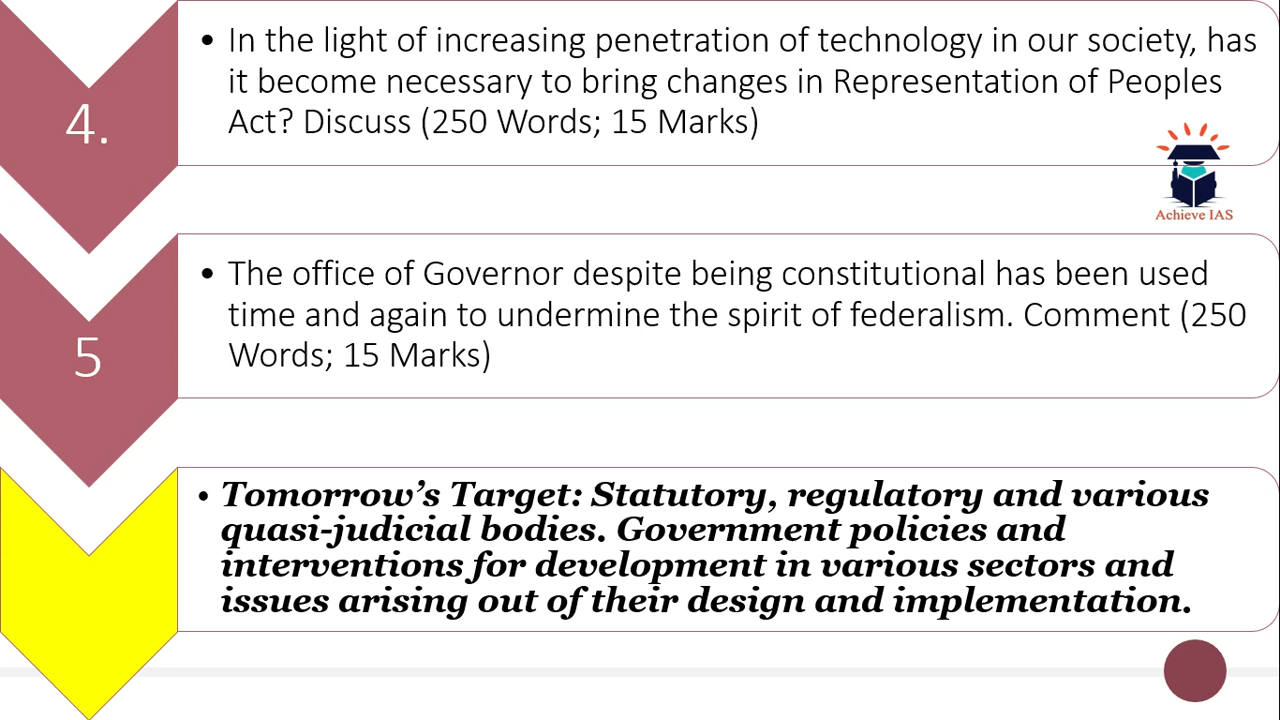 • In the light of increasing penetration of technology in our society, has
it become necessary to bring changes in Representation of Peoples
Act? Discuss (250 Words; 15 Marks)
4.
Achieve IAS
• The office of Governor despite being constitutional has been used
time and again to undermine the spirit of federalism. Comment (250
Words; 15 Marks)
5
• Tomorrow’s Target: Statutory, regulatory and various
quasi-judicial bodies. Government policies and
interventions for development in various sectors and
issues arising out of their design and implementation.